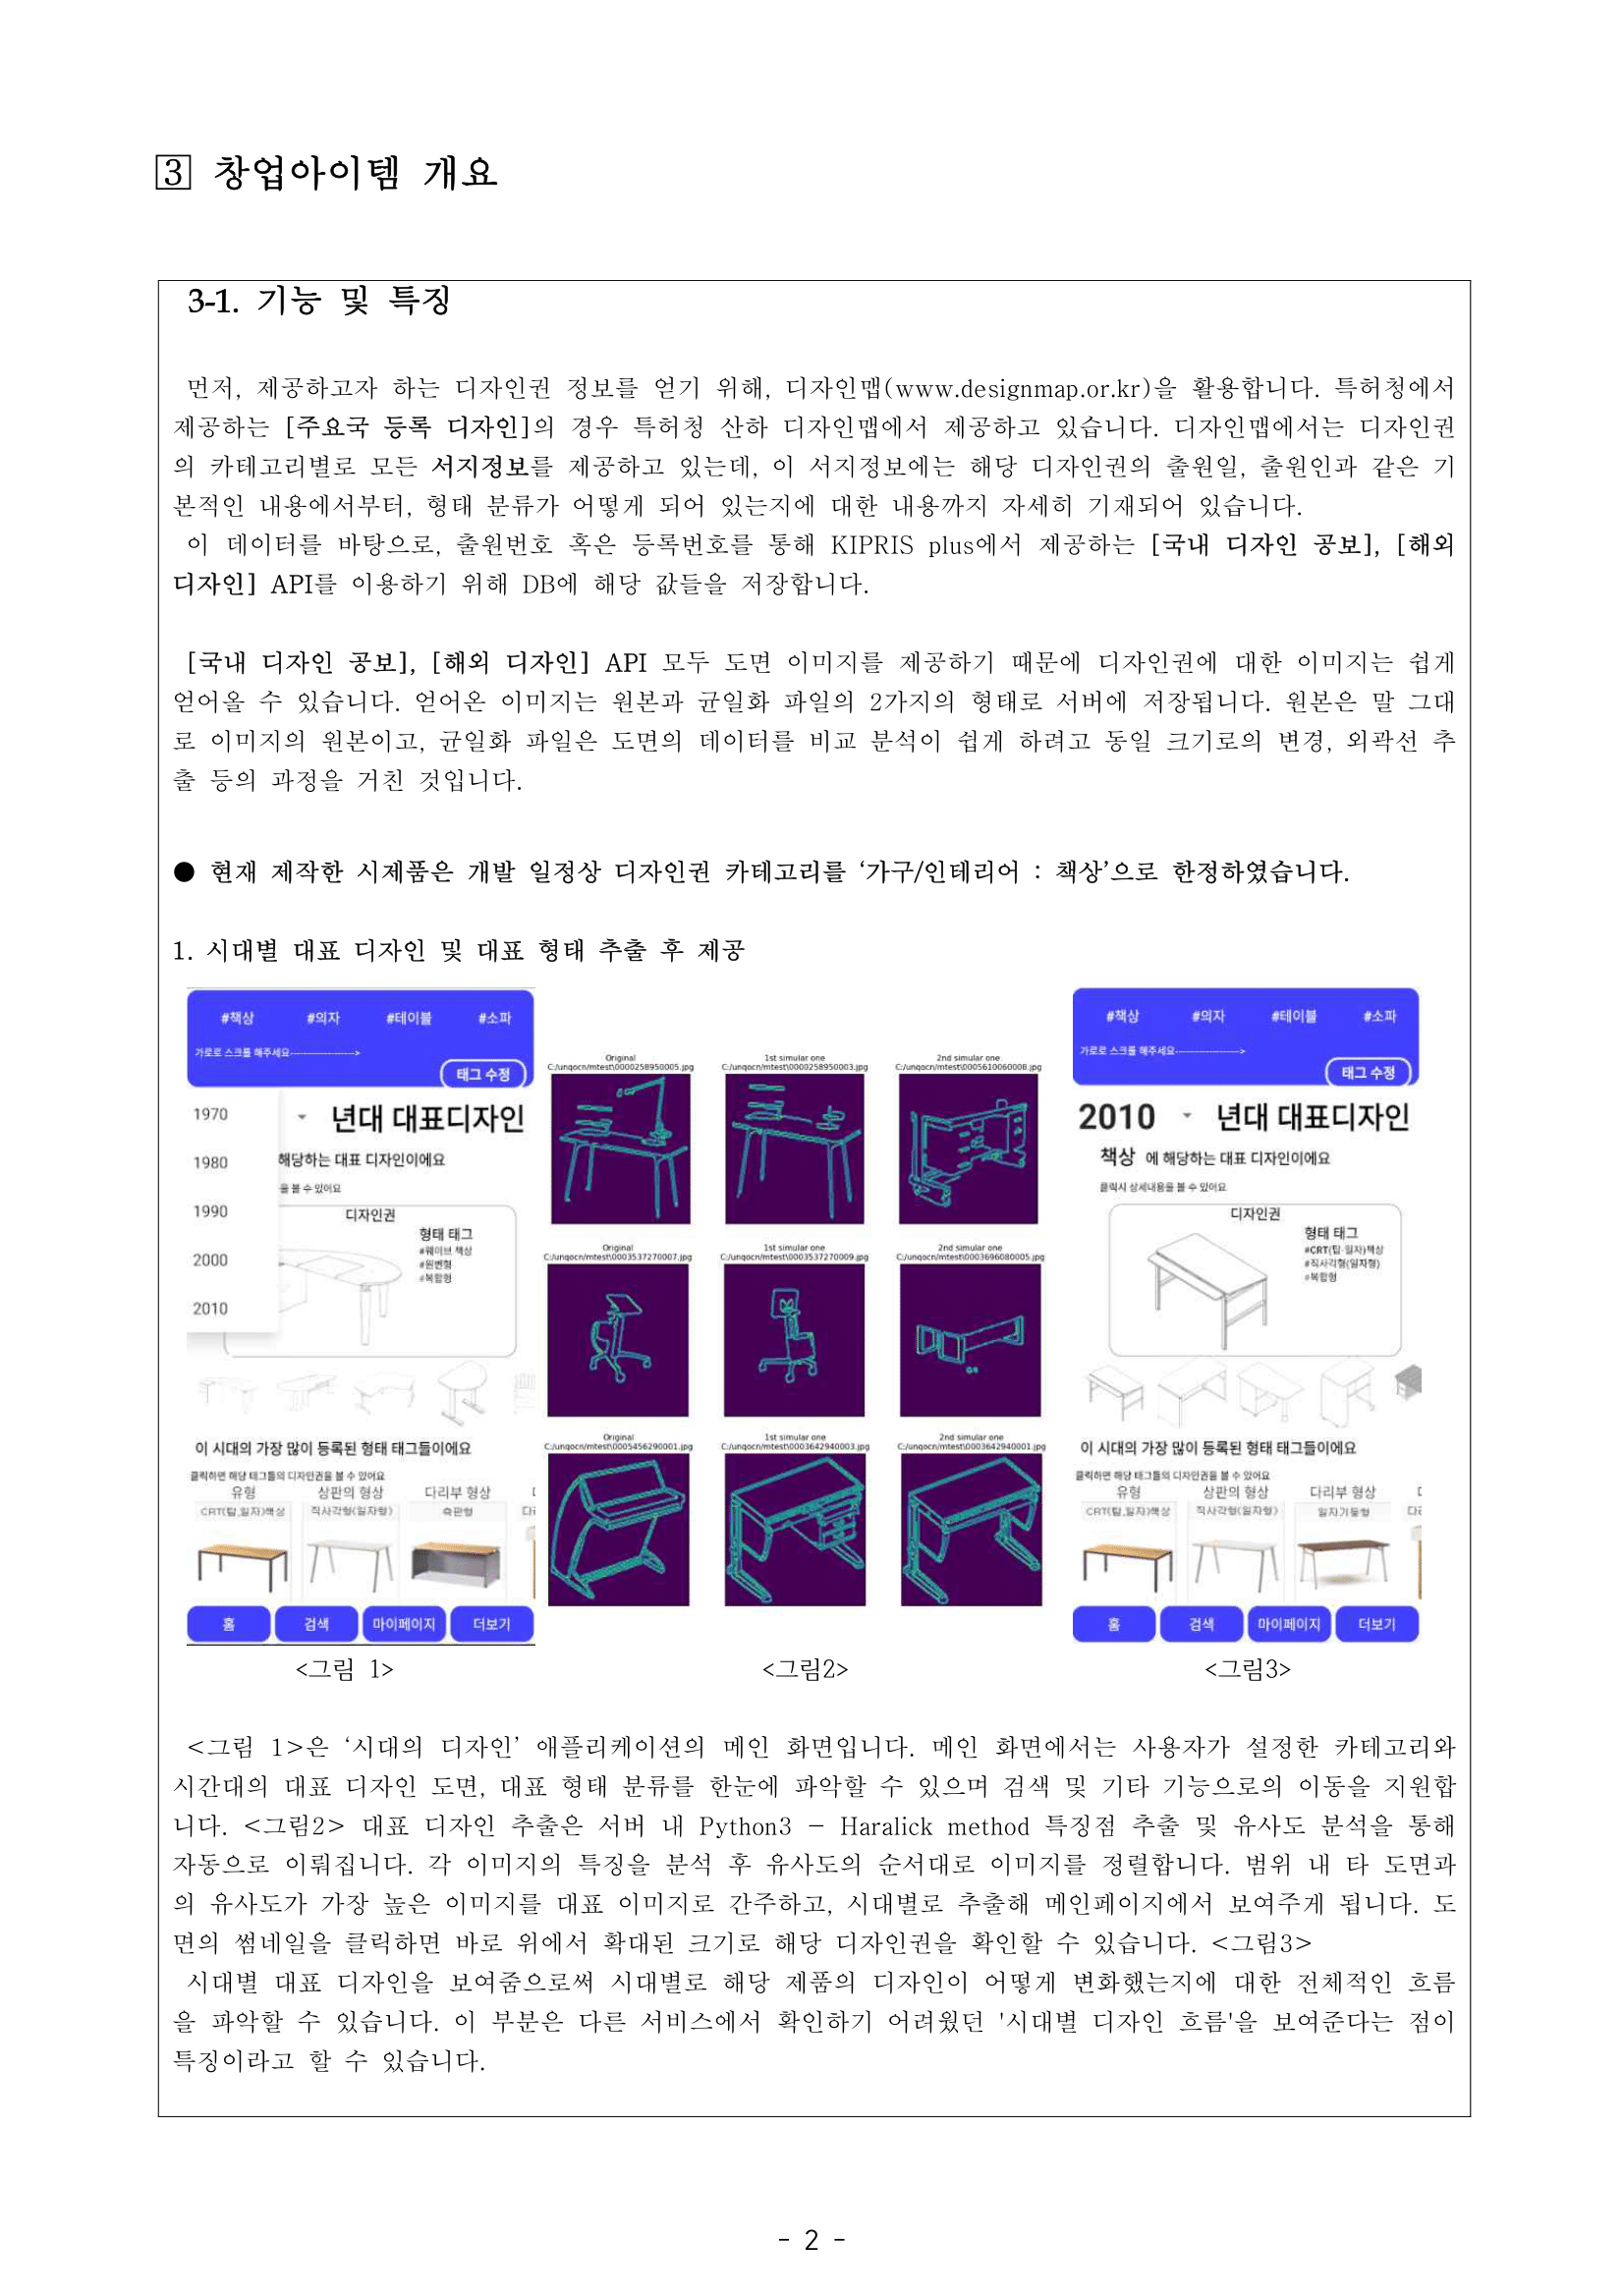 3 창업아이템 개요
3-1. 기능 및 특징
먼저, 제공하고자 하는 디자인권 정보를 얻기 위해, 디자인맵(www.designmap.or.kr)을 활용합니다. 특허청에서
제공하는 [주요국 등록 디자인]의 경우 특허청 산하 디자인맵에서 제공하고 있습니다. 디자인맵에서는 디자인권
의 카테고리별로 모든 서지정보를 제공하고 있는데, 이 서지정보에는 해당 디자인권의 출원일, 출원인과 같은 기
본적인 내용에서부터, 형태 분류가 어떻게 되어 있는지에 대한 내용까지 자세히 기재되어 있습니다.
이 데이터를 바탕으로, 출원번호 혹은 등록번호를 통해 KIPRIS plus에서 제공하는 [국내 디자인 공보], [해외
디자인] API를 이용하기 위해 DB에 해당 값들을 저장합니다.
[국내 디자인 공보], [해외 디자인] API 모두 도면 이미지를 제공하기 때문에 디자인권에 대한 이미지는 쉽게
얻어올 수 있습니다. 얻어온 이미지는 원본과 균일화 파일의 2가지의 형태로 서버에 저장됩니다. 원본은 말 그대
로 이미지의 원본이고, 균일화 파일은 도면의 데이터를 비교 분석이 쉽게 하려고 동일 크기로의 변경, 외곽선 추
출 등의 과정을 거친 것입니다.
● 현재 제작한 시제품은 개발 일정상 디자인권 카테고리를 ‘가구/인테리어 : 책상’으로 한정하였습니다.
1. 시대별 대표 디자인 및 대표 형태 추출 후 제공
#책상 #의자 #테이블 #소파
가로로 스크롤 해주세요------------------->
태그 수정
1970
1980
1990
2000
2010
년대 대표디자인
해당하는 대표 디자인이에요
을 볼 수 있어요
디자인권
형태 태그
#웨이브 책상
#원변형
#복합형
이 시대의 가장 많이 등록된 형태 태그들이에요
클릭하면 해당 태그들의 디자인권을 볼 수 있어요
유형 상판의 형상 다리부 형상
CRT(탑,일자)책상 직사각형(일자형) 측판형
홈 검색 마이페이지 더보기
Original 1st simular one 2nd simular one
C:/unqocn/mtest\0000258950005.jpg C:/unqocn/mtest\0000258950003.jpg C:/unqocn/mtest\0005610060008.jpg
Original 1st simular one 2nd simular one
C:/unqocn/mtest\0003537270007.jpg C:/unqocn/mtest\0003537270009.jpg C:/unqocn/mtest\0003696080005.jpg
Original 1st simular one 2nd simular one
C:/unqocn/mtest\0005456290001.jpg C:/unqocn/mtest\0003642940003.jpg C:/unqocn/mtest\0003642940001.jpg
#책상 #의자 #테이블 #소파
가로로 스크롤 해주세요------------------->
태그 수정
2010 년대 대표디자인
책상 에 해당하는 대표 디자인이에요
클릭시 상세내용을 볼 수 있어요
디자인권
형태 태그
#CRT(탑·일자)책상
#직사각형(일자형)
#복합형
이 시대의 가장 많이 등록된 형태 태그들이에요
클릭하면 해당 태그들의 디자인권을 볼 수 있어요
유형 상판의 형상 다리부 형상
CRT(탑,일자)책상 직사각형(일자형) 일자기둥형
홈 검색 마이페이지 더보기
<그림 1> <그림2> <그림3>
<그림 1>은 ‘시대의 디자인’ 애플리케이션의 메인 화면입니다. 메인 화면에서는 사용자가 설정한 카테고리와
시간대의 대표 디자인 도면, 대표 형태 분류를 한눈에 파악할 수 있으며 검색 및 기타 기능으로의 이동을 지원합
니다. <그림2> 대표 디자인 추출은 서버 내 Python3 - Haralick method 특징점 추출 및 유사도 분석을 통해
자동으로 이뤄집니다. 각 이미지의 특징을 분석 후 유사도의 순서대로 이미지를 정렬합니다. 범위 내 타 도면과
의 유사도가 가장 높은 이미지를 대표 이미지로 간주하고, 시대별로 추출해 메인페이지에서 보여주게 됩니다. 도
면의 썸네일을 클릭하면 바로 위에서 확대된 크기로 해당 디자인권을 확인할 수 있습니다. <그림3>
시대별 대표 디자인을 보여줌으로써 시대별로 해당 제품의 디자인이 어떻게 변화했는지에 대한 전체적인 흐름
을 파악할 수 있습니다. 이 부분은 다른 서비스에서 확인하기 어려웠던 '시대별 디자인 흐름'을 보여준다는 점이
특징이라고 할 수 있습니다.
- 2 -